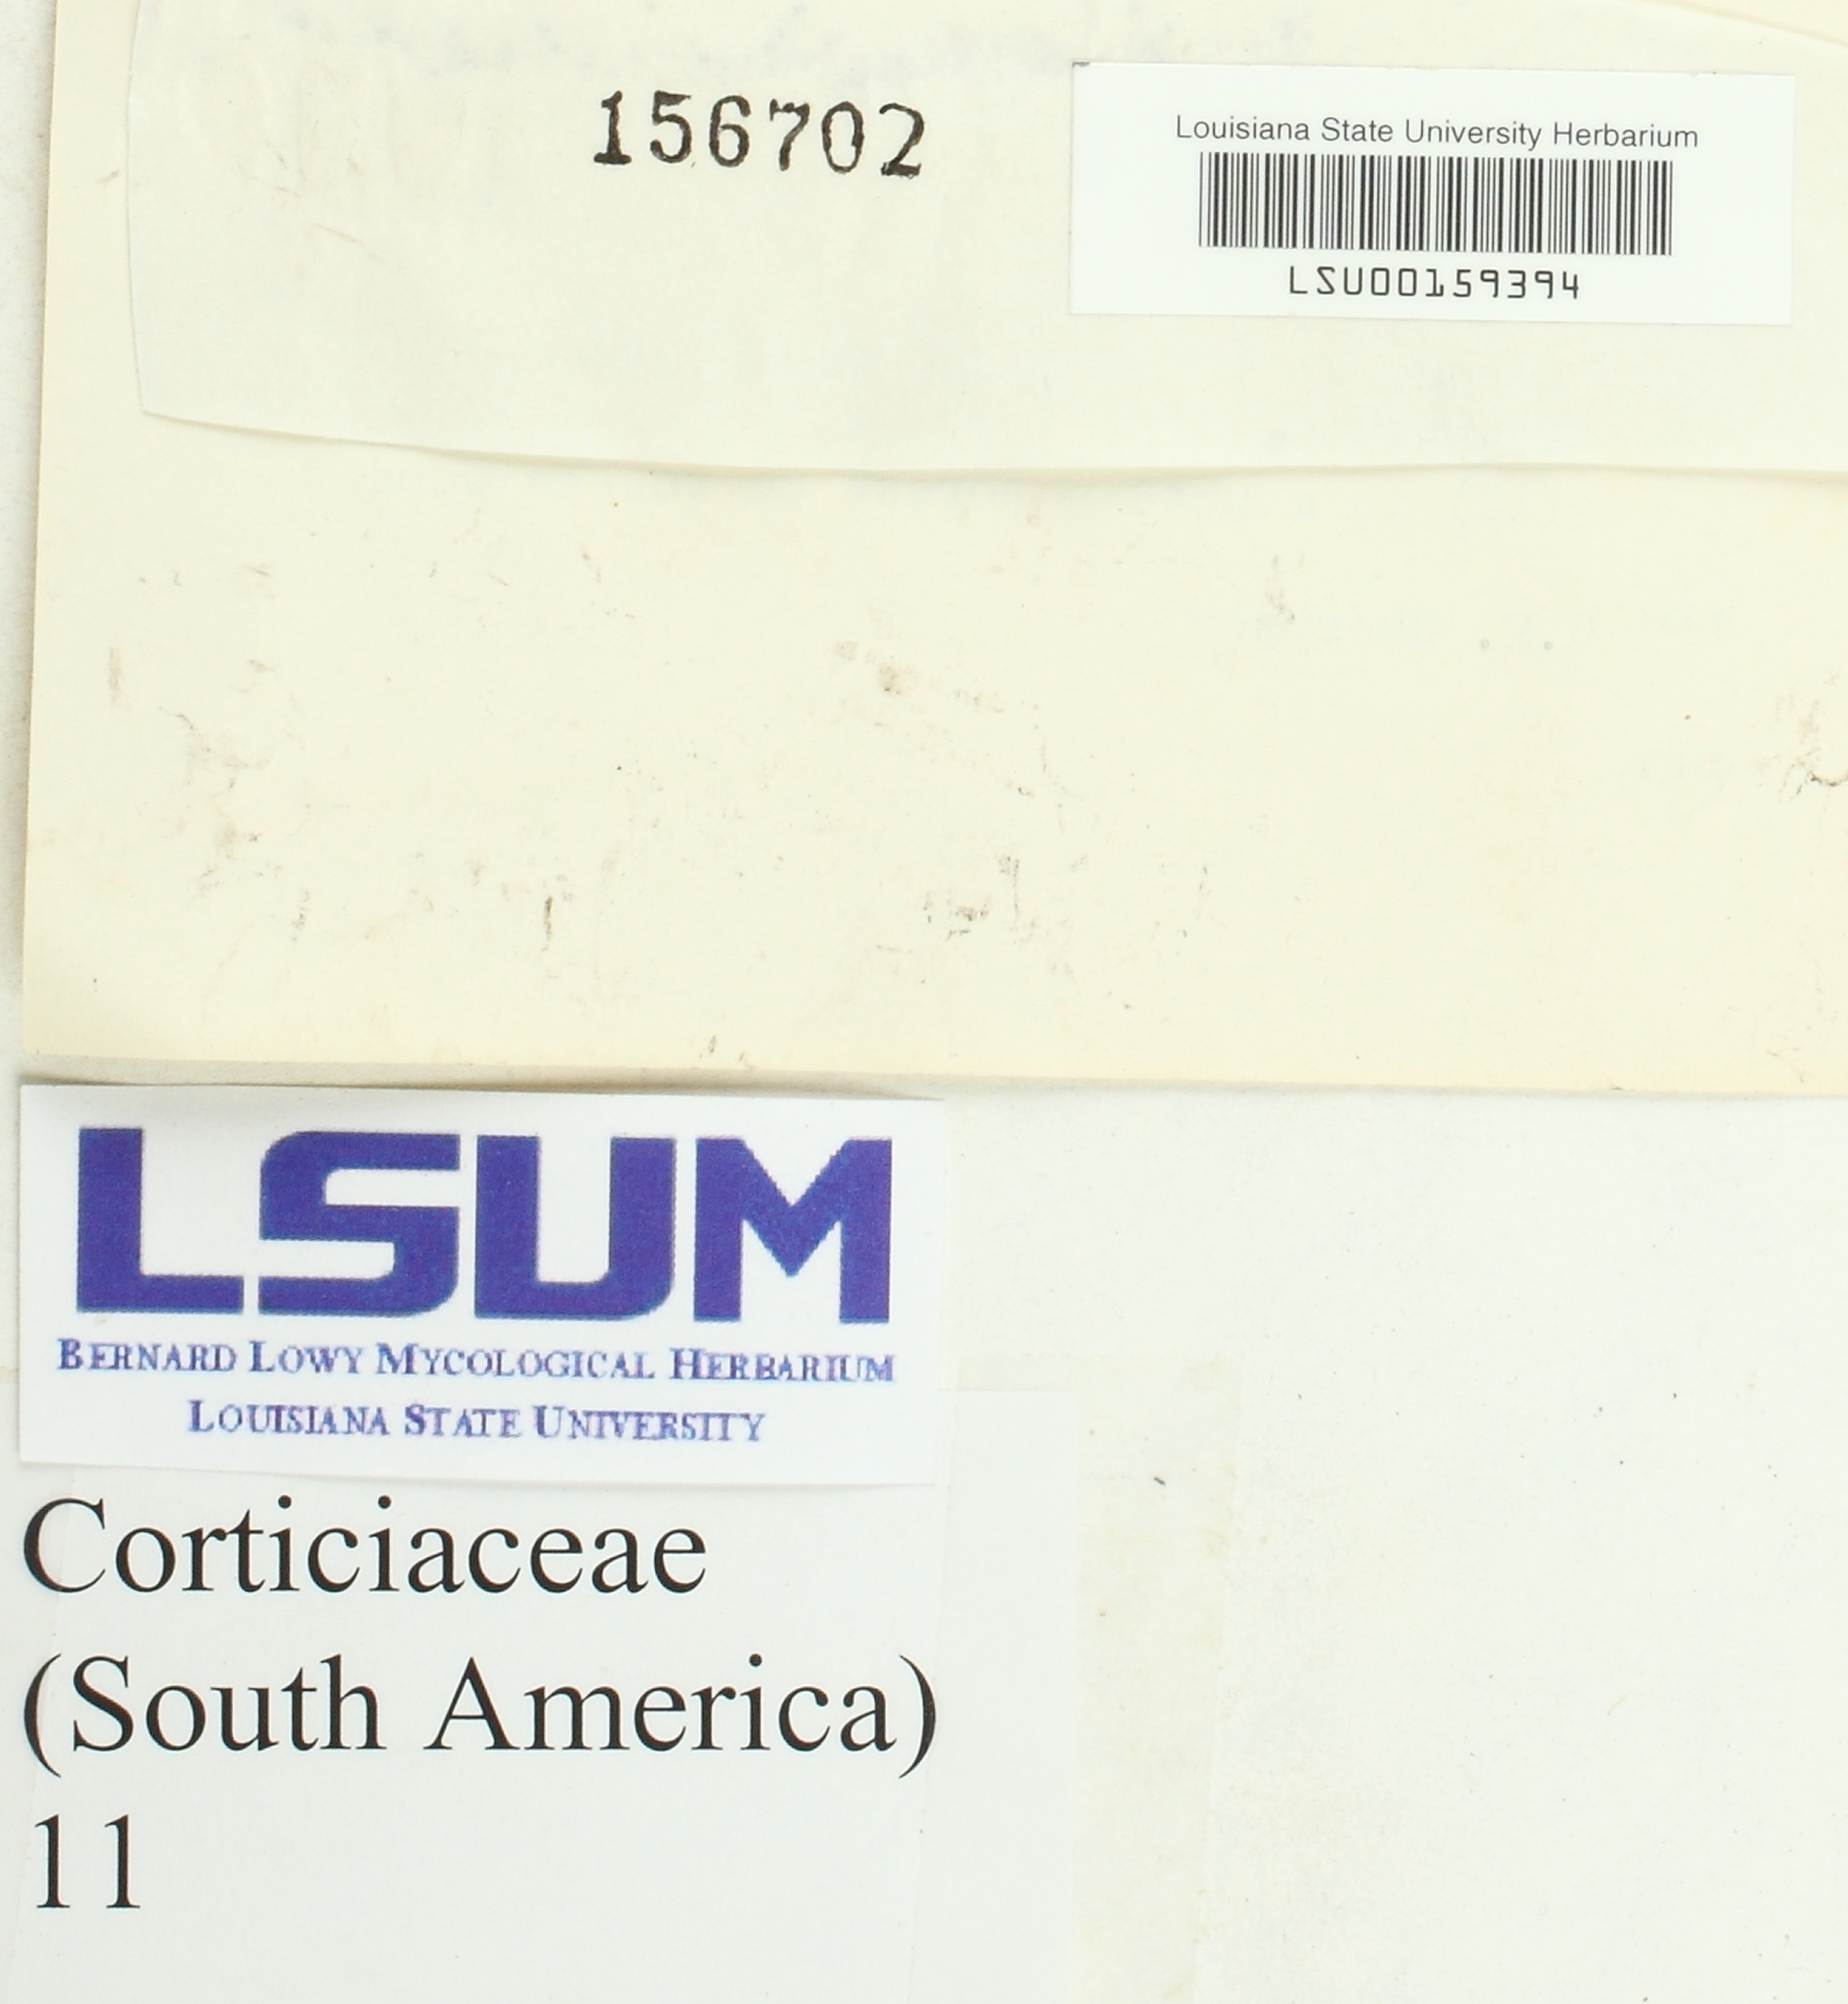 156702
Louisiana State University Herbarium
LSU00159394
LSUM
BERNARD LOWY MYCOLOGICAL HERBARIUM
LOUISIANA STATE UNIVERSITY
Corticiaceae
(South America)
11